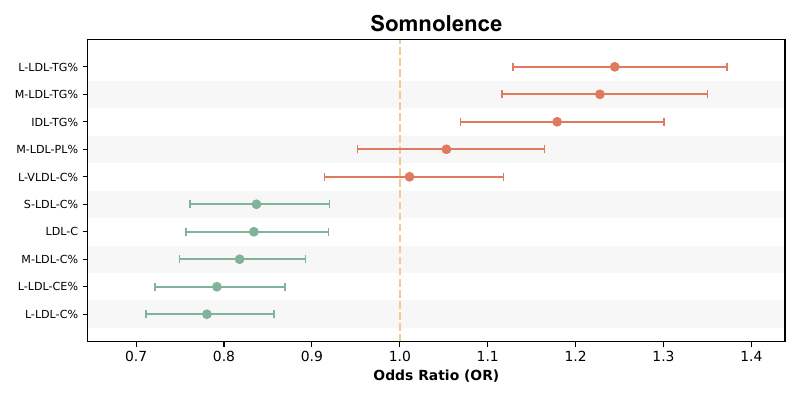 Somnolence
L-LDL-TG%
M-LDL-TG%
IDL-TG%
M-LDL-PL%
L-VLDL-C%
S-LDL-C%
LDL-C
M-LDL-C%
L-LDL-CE%
L-LDL-C%
0.7 0.8 0.9 1.0 1.1 1.2 1.3 1.4
Odds Ratio (OR)